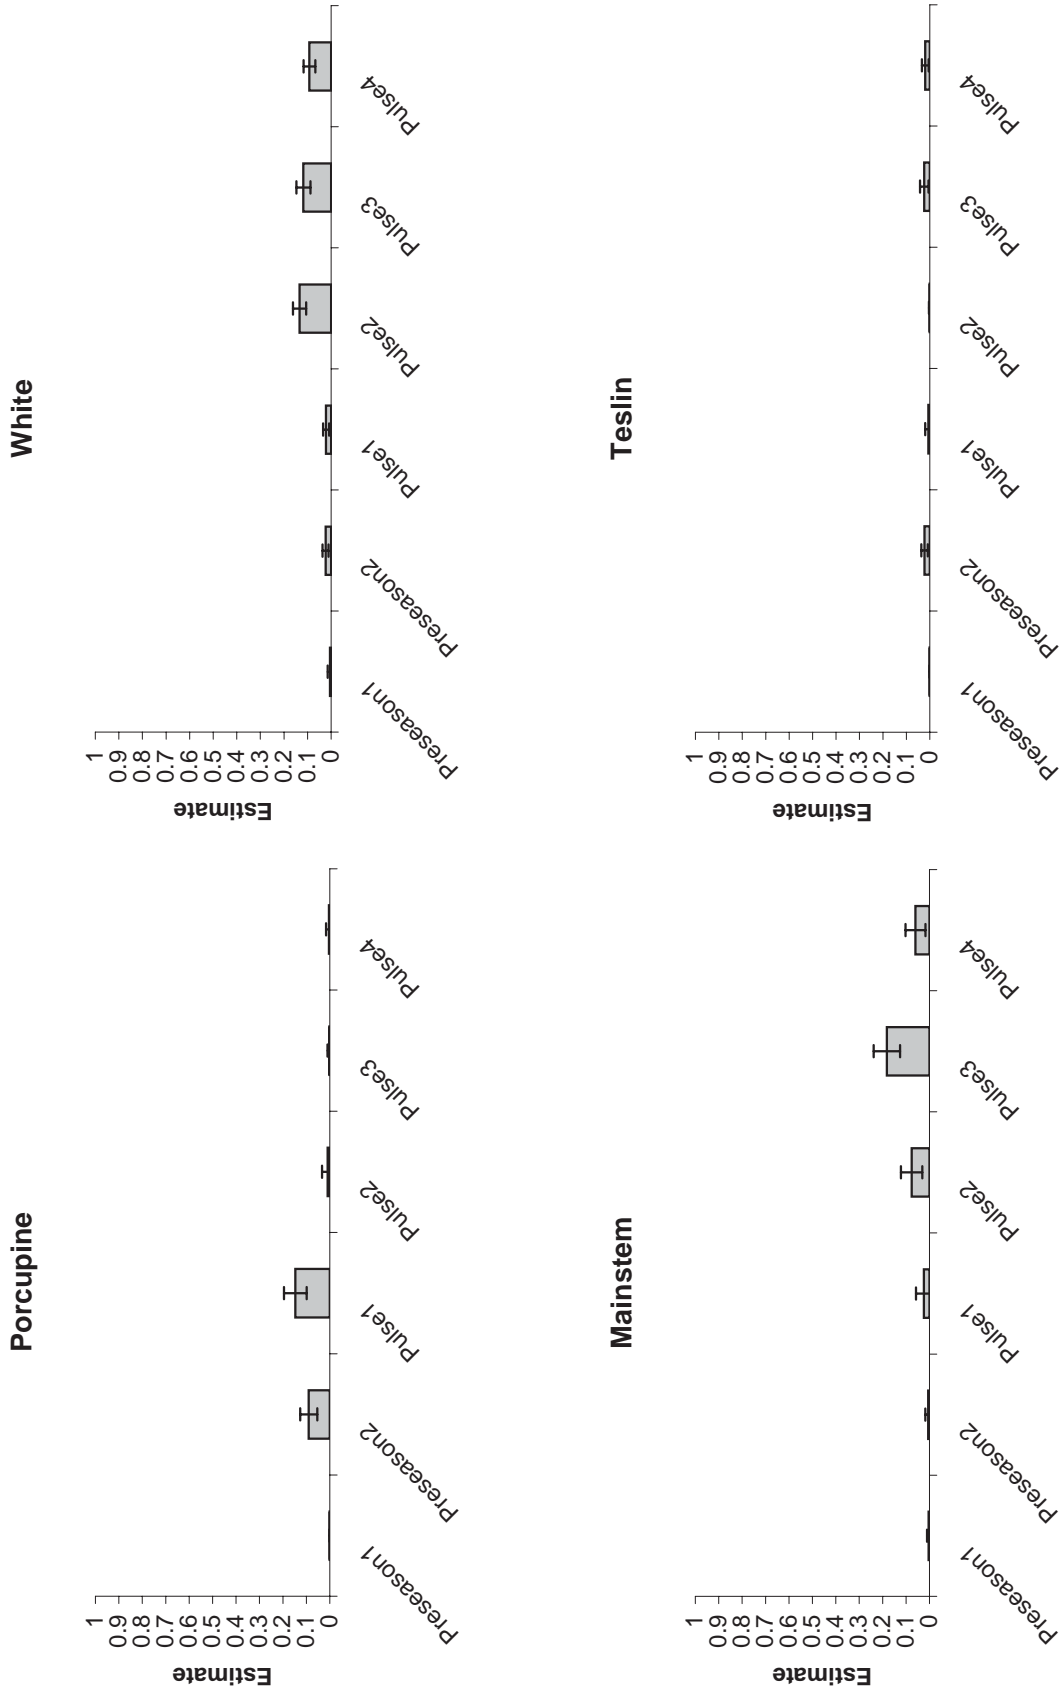 Porcupine
Estimate
1
0.9
0.8
0.7
0.6
0.5
0.4
0.3
0.2
0.1
0
Preseason1
Preseason2
Pulse1
Pulse2
Pulse3
Pulse4
White
Estimate
1
0.9
0.8
0.7
0.6
0.5
0.4
0.3
0.2
0.1
0
Preseason1
Preseason2
Pulse1
Pulse2
Pulse3
Pulse4
Mainstem
Estimate
1
0.9
0.8
0.7
0.6
0.5
0.4
0.3
0.2
0.1
0
Preseason1
Preseason2
Pulse1
Pulse2
Pulse3
Pulse4
Teslin
Estimate
1
0.9
0.8
0.7
0.6
0.5
0.4
0.3
0.2
0.1
0
Preseason1
Preseason2
Pulse1
Pulse2
Pulse3
Pulse4